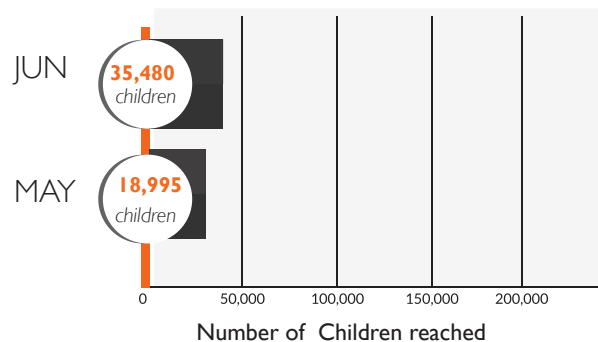 JUN
35,480
children
MAY
18,995
children
0 50,000 100,000 150,000 200,000
Number of Children reached